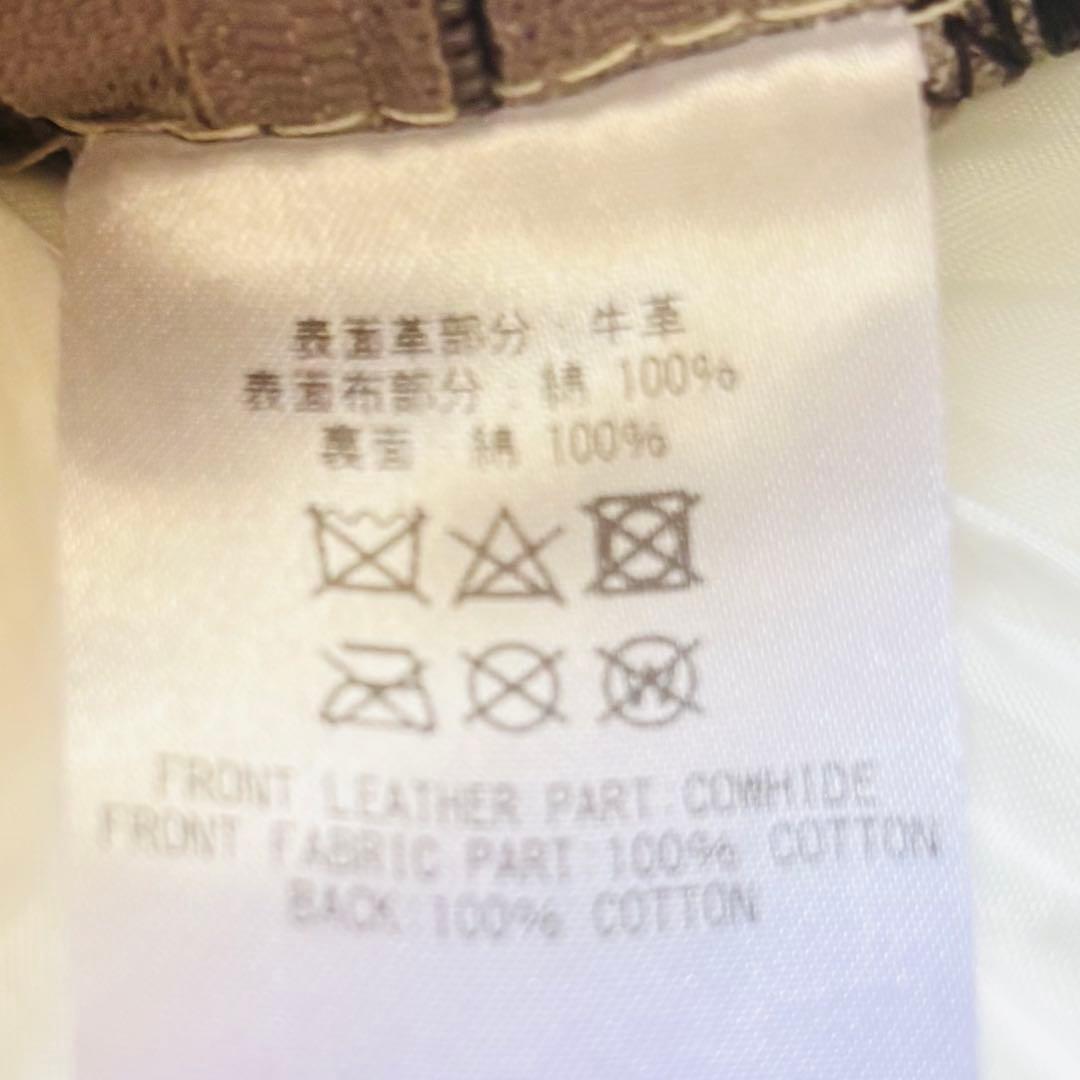 表面革部分：牛革
表面布部分：綿 100%
裏面：綿 100%
W
FRONT LEATHER PART COWHIDE
FRONT FABRIC PART 100% COTTON
BACK 100% COTTON